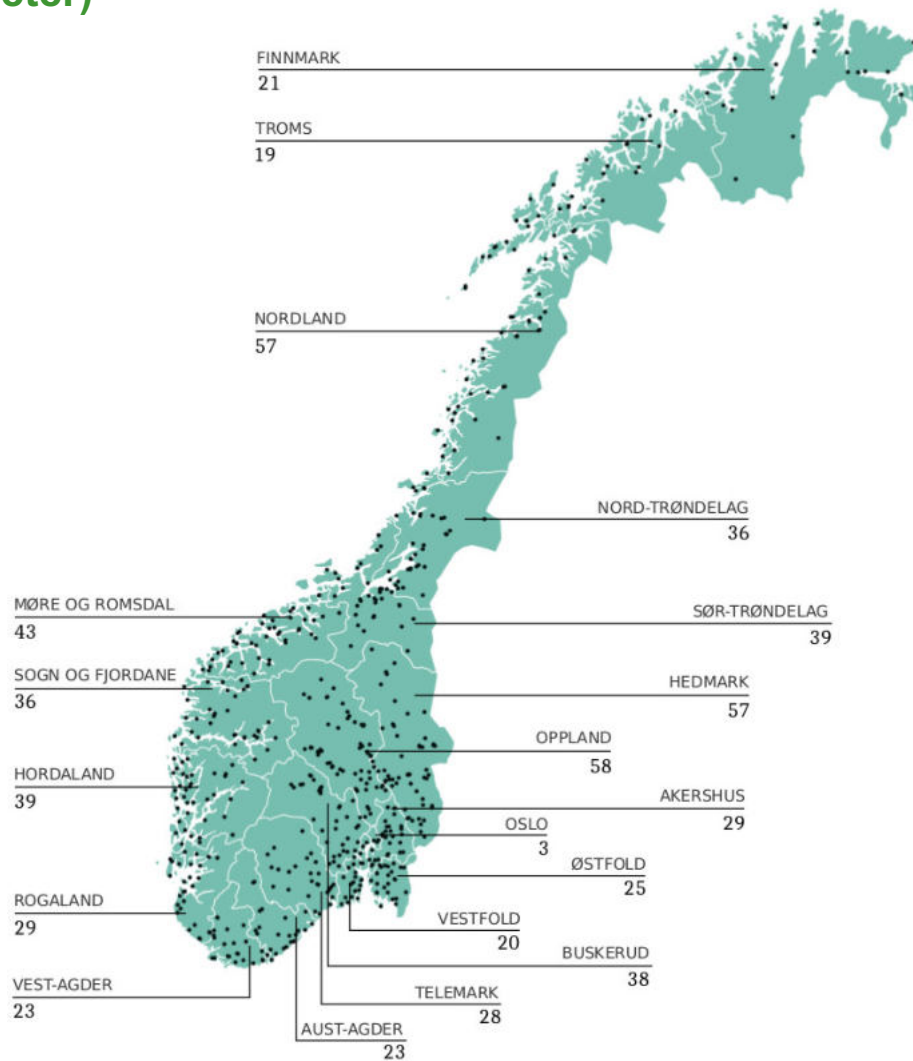 FINNMARK
21
TROMS
19
NORDLAND
57
NORD-TRØNDELAG
36
MØRE OG ROMSDAL
43
SØR-TRØNDELAG
39
SOGN OG FJORDANE
36
HEDMARK
57
OPPLAND
58
HORDALAND
39
AKERSHUS
29
OSLO
3
ØSTFOLD
25
ROGALAND
29
VESTFOLD
20
BUSKERUD
38
VEST-AGDER
23
TELEMARK
28
AUST-AGDER
23